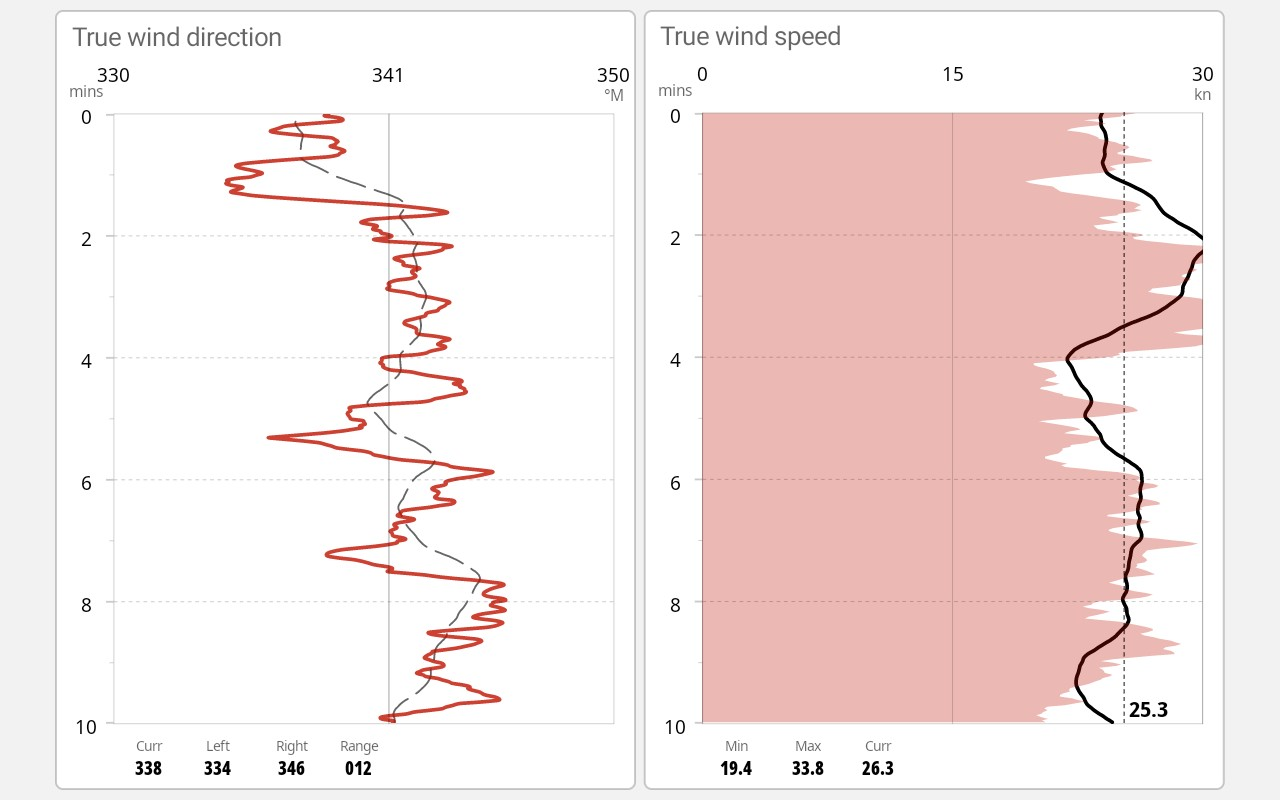 True wind direction
330 341 350
mins °M
0
2
4
6
8
10
Curr Left Right Range
338 334 346 012
True wind speed
0 15 30
mins kn
0
2
4
6
8
25.3
10
Min Max Curr
19.4 33.8 26.3